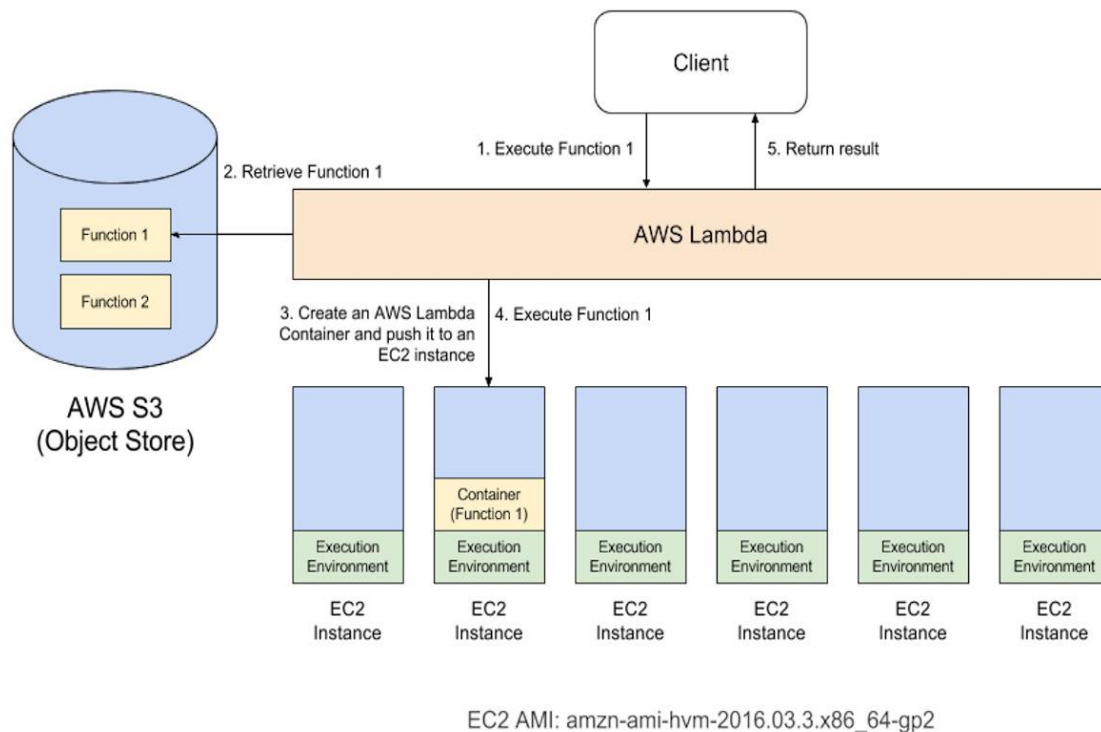 Client
1. Execute Function 1
5. Return result
2. Retrieve Function 1
AWS Lambda
Function 1
Function 2
3. Create an AWS Lambda
Container and push it to an
EC2 instance
4. Execute Function 1
AWS S3
(Object Store)
Container
(Function 1)
Execution
Environment
Execution
Environment
Execution
Environment
Execution
Environment
Execution
Environment
Execution
Environment
EC2
Instance
EC2
Instance
EC2
Instance
EC2
Instance
EC2
Instance
EC2
Instance
EC2 AMI: amzn-ami-hvm-2016.03.3.x86_64-gp2